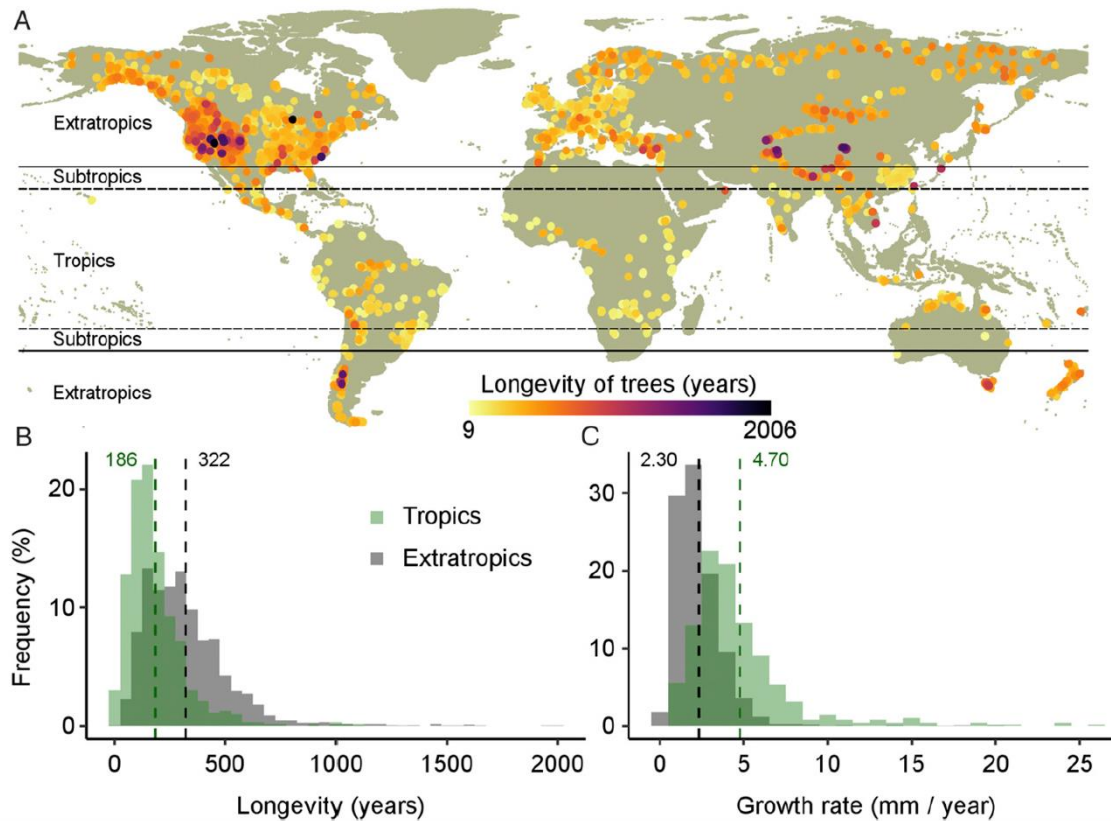 A
Extratropics
Subtropics
Tropics
Subtropics
Extratropics
Longevity of trees (years)
9 2006
B
186 322
20
10
0
Frequency (%)
Tropics
Extratropics
0 500 1000 1500 2000
Longevity (years)
C
2.30 4.70
30
20
10
0
0 5 10 15 20 25
Growth rate (mm / year)